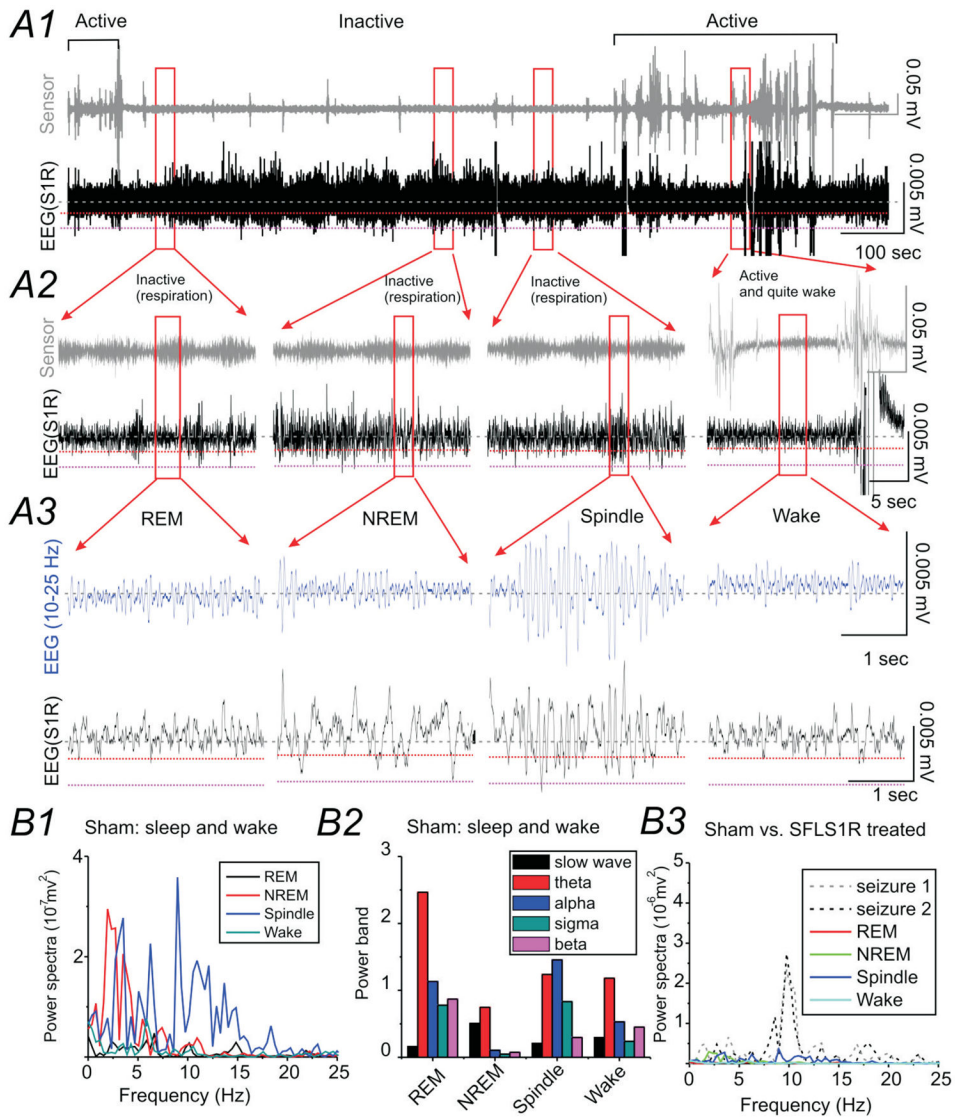 A1
Active
Inactive
Active
Sensor
0.05 mV
EEG(S1R)
0.005 mV
100 sec
A2
Inactive
(respiration)
Inactive
(respiration)
Inactive
(respiration)
Active
and quite wake
Sensor
0.05 mV
EEG(S1R)
0.005 mV
5 sec
A3
REM
NREM
Spindle
Wake
EEG (10-25 Hz)
0.005 mV
1 sec
EEG(S1R)
0.005 mV
1 sec
B1
Sham: sleep and wake
Power spectra (10⁻⁷mv²)
4
2
0
REM
NREM
Spindle
Wake
0 5 10 15 20 25
Frequency (Hz)
B2
Sham: sleep and wake
Power band
3
2
1
0
slow wave
theta
alpha
sigma
beta
REM
NREM
Spindle
Wake
B3
Sham vs. SFLS1R treated
Power spectra (10⁻⁶mv²)
5
4
3
2
1
0
seizure 1
seizure 2
REM
NREM
Spindle
Wake
0 5 10 15 20 25
Frequency (Hz)